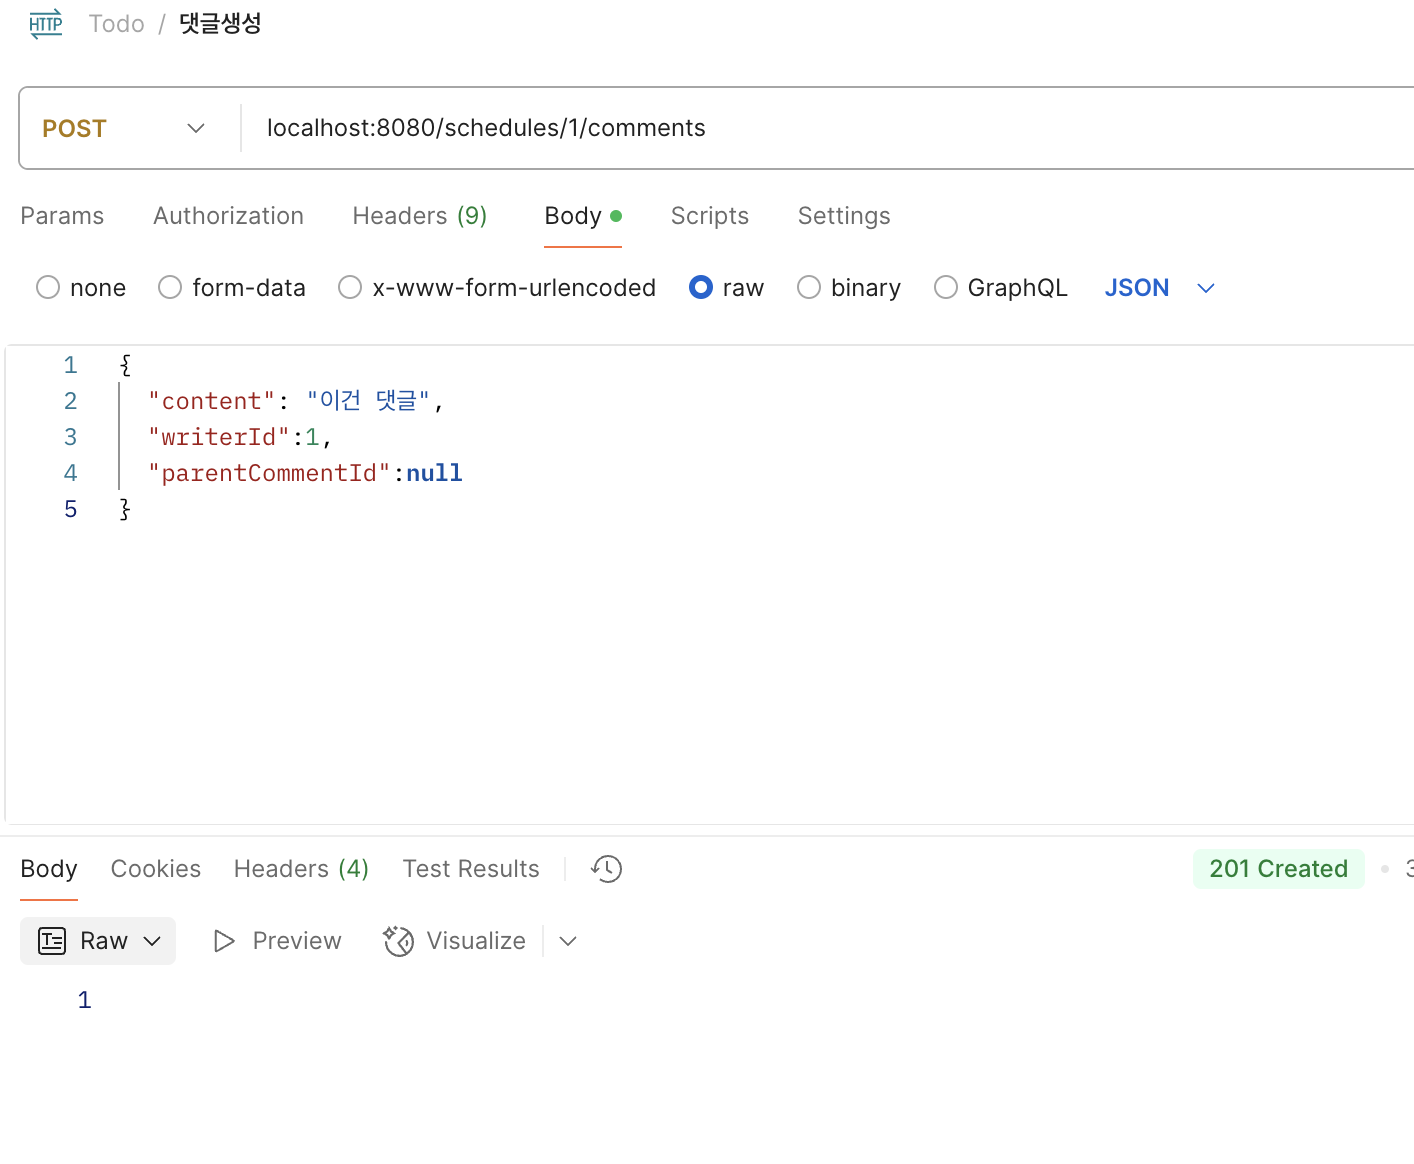 HTTP Todo / 댓글생성
POST localhost:8080/schedules/1/comments
Params Authorization Headers (9) Body Scripts Settings
none form-data x-www-form-urlencoded raw binary GraphQL JSON
1 {
2 "content": "이건 댓글",
3 "writerId":1,
4 "parentCommentId":null
5 }
Body Cookies Headers (4) Test Results 201 Created
Raw Preview Visualize
1